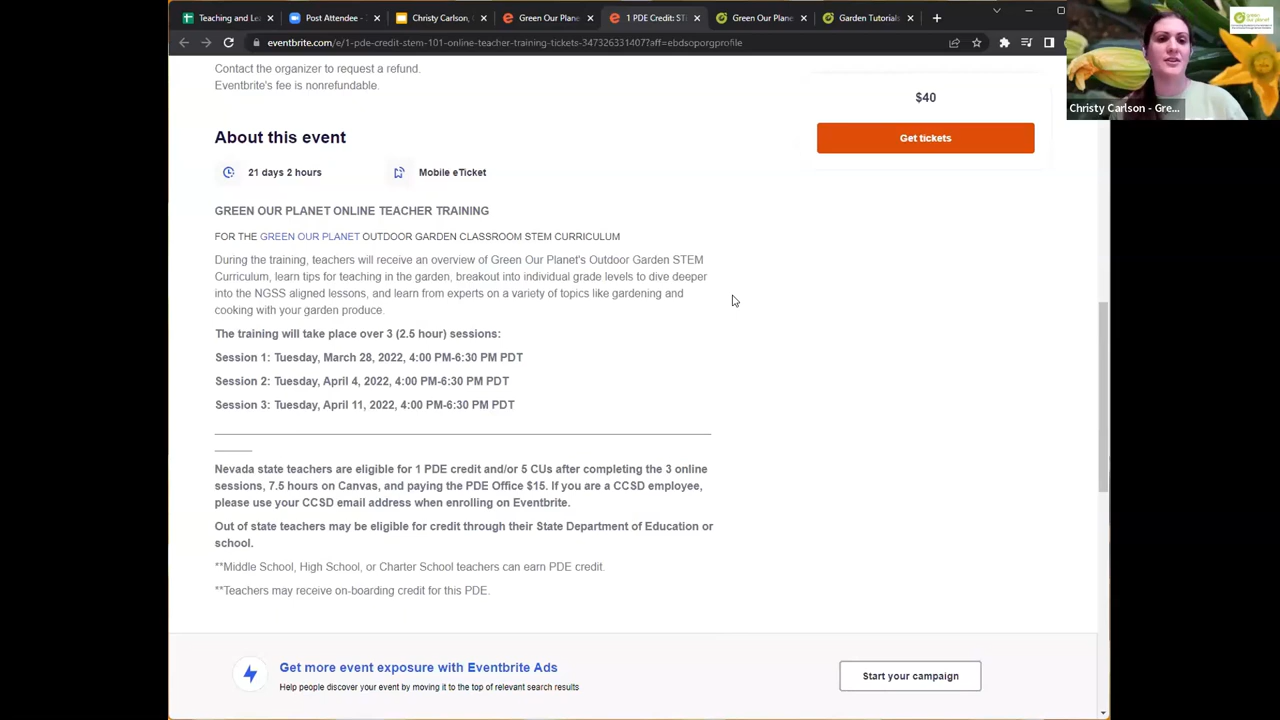 Teaching and Le
Post Attendee -
Christy Carlson,
Green Our Plane
1 PDE Credit: ST
Green Our Plane
Garden Tutorials
eventbrite.com/e/1-pde-credit-stem-101-online-teacher-training-tickets-347326331407?aff=ebdsoporgprofile
green our planet
Christy Carlson - Gre...
Contact the organizer to request a refund.
Eventbrite's fee is nonrefundable.
$40
Get tickets
About this event
21 days 2 hours
Mobile eTicket
GREEN OUR PLANET ONLINE TEACHER TRAINING
FOR THE GREEN OUR PLANET OUTDOOR GARDEN CLASSROOM STEM CURRICULUM
During the training, teachers will receive an overview of Green Our Planet's Outdoor Garden STEM
Curriculum, learn tips for teaching in the garden, breakout into individual grade levels to dive deeper
into the NGSS aligned lessons, and learn from experts on a variety of topics like gardening and
cooking with your garden produce.
The training will take place over 3 (2.5 hour) sessions:
Session 1: Tuesday, March 28, 2022, 4:00 PM-6:30 PM PDT
Session 2: Tuesday, April 4, 2022, 4:00 PM-6:30 PM PDT
Session 3: Tuesday, April 11, 2022, 4:00 PM-6:30 PM PDT
Nevada state teachers are eligible for 1 PDE credit and/or 5 CUs after completing the 3 online
sessions, 7.5 hours on Canvas, and paying the PDE Office $15. If you are a CCSD employee,
please use your CCSD email address when enrolling on Eventbrite.
Out of state teachers may be eligible for credit through their State Department of Education or
school.
**Middle School, High School, or Charter School teachers can earn PDE credit.
**Teachers may receive on-boarding credit for this PDE.
Get more event exposure with Eventbrite Ads
Help people discover your event by moving it to the top of relevant search results
Start your campaign